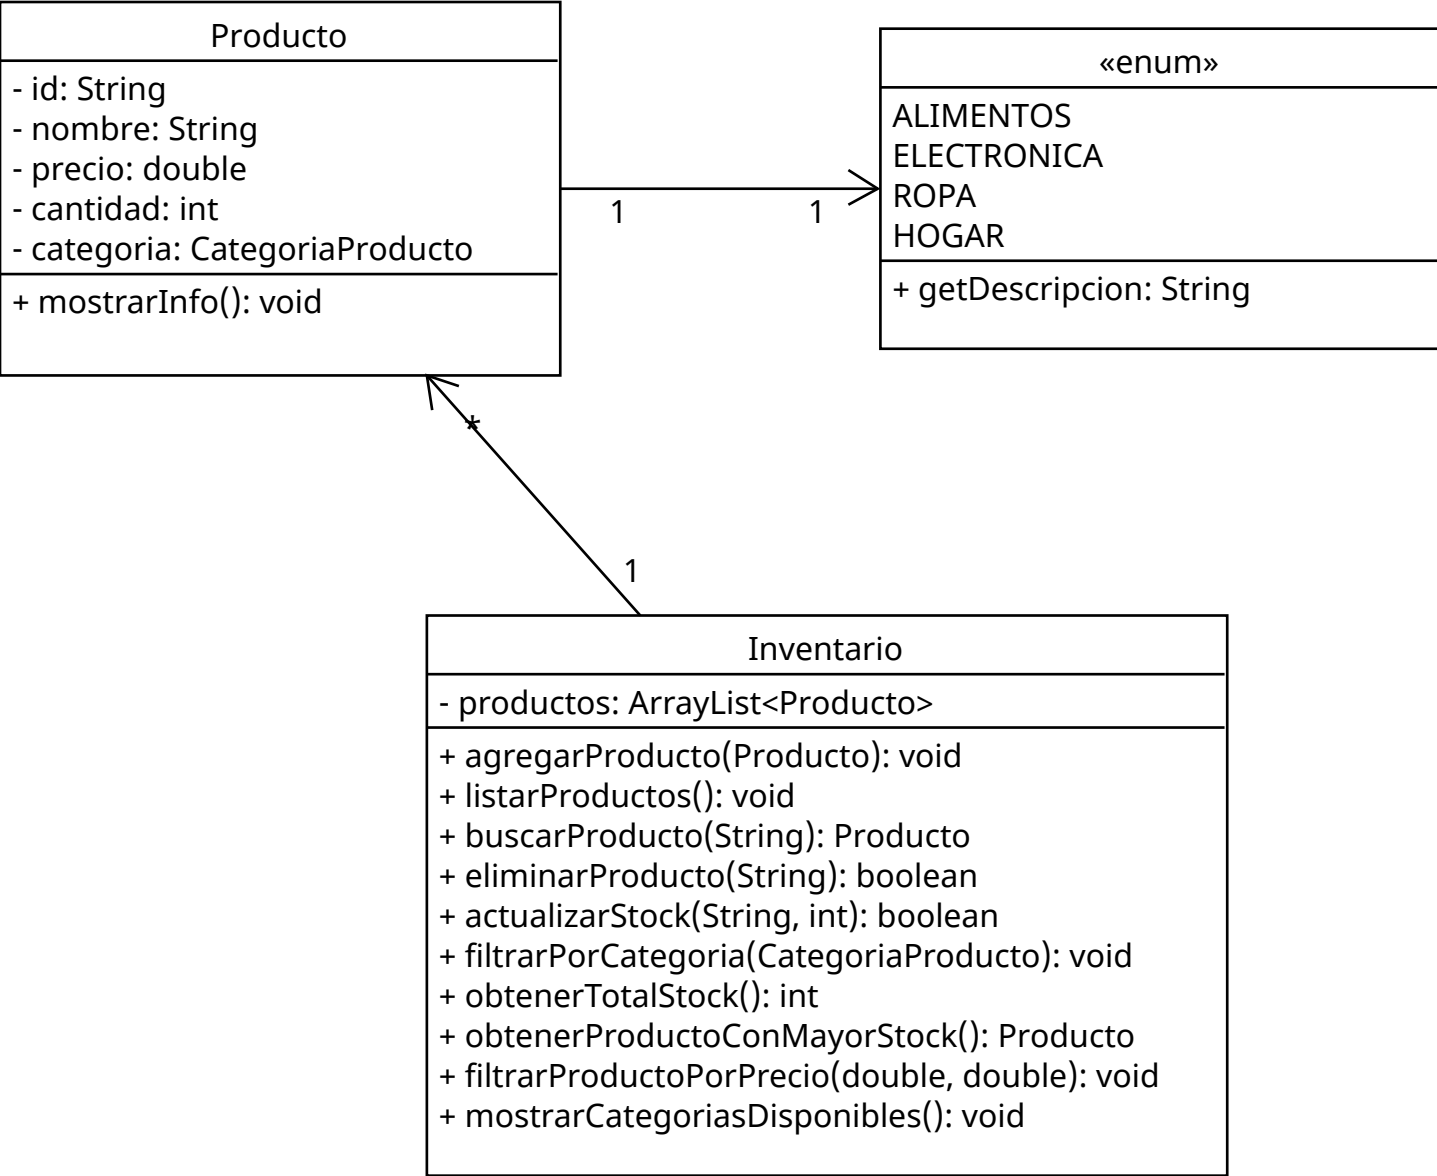 Producto
- id: String
- nombre: String
- precio: double
- cantidad: int
- categoria: CategoriaProducto
+ mostrarInfo(): void
«enum»
ALIMENTOS
ELECTRONICA
ROPA
HOGAR
+ getDescripcion: String
1
1
*
1
Inventario
- productos: ArrayList<Producto>
+ agregarProducto(Producto): void
+ listarProductos(): void
+ buscarProducto(String): Producto
+ eliminarProducto(String): boolean
+ actualizarStock(String, int): boolean
+ filtrarPorCategoria(CategoriaProducto): void
+ obtenerTotalStock(): int
+ obtenerProductoConMayorStock(): Producto
+ filtrarProductoPorPrecio(double, double): void
+ mostrarCategoriasDisponibles(): void